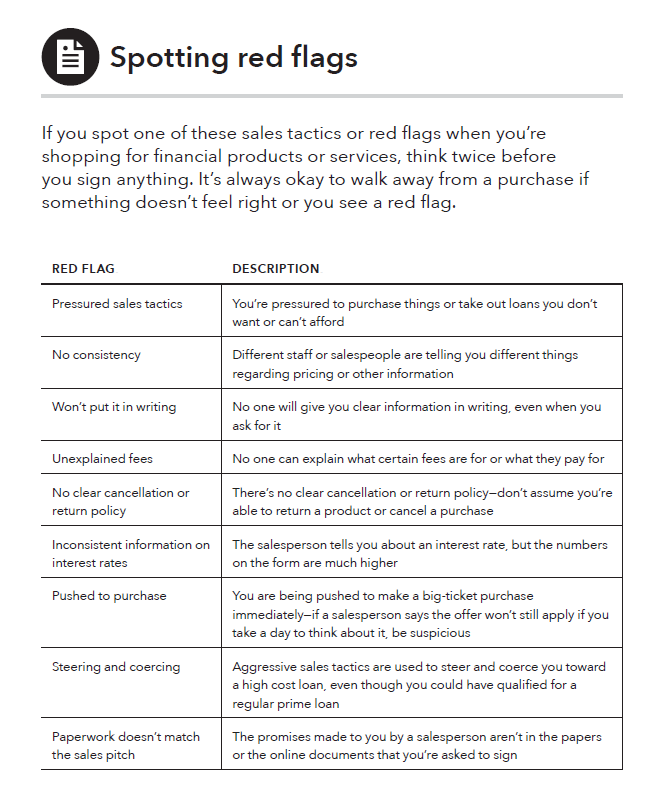 Spotting red flags
If you spot one of these sales tactics or red flags when you’re
shopping for financial products or services, think twice before
you sign anything. It’s always okay to walk away from a purchase if
something doesn’t feel right or you see a red flag.
RED FLAG DESCRIPTION
Pressured sales tactics
You’re pressured to purchase things or take out loans you don’t
want or can’t afford
No consistency
Different staff or salespeople are telling you different things
regarding pricing or other information
Won’t put it in writing
No one will give you clear information in writing, even when you
ask for it
Unexplained fees
No one can explain what certain fees are for or what they pay for
No clear cancellation or
return policy
There’s no clear cancellation or return policy—don’t assume you’re
able to return a product or cancel a purchase
Inconsistent information on
interest rates
The salesperson tells you about an interest rate, but the numbers
on the form are much higher
Pushed to purchase
You are being pushed to make a big-ticket purchase
immediately—if a salesperson says the offer won’t still apply if you
take a day to think about it, be suspicious
Steering and coercing
Aggressive sales tactics are used to steer and coerce you toward
a high cost loan, even though you could have qualified for a
regular prime loan
Paperwork doesn’t match
the sales pitch
The promises made to you by a salesperson aren’t in the papers
or the online documents that you’re asked to sign